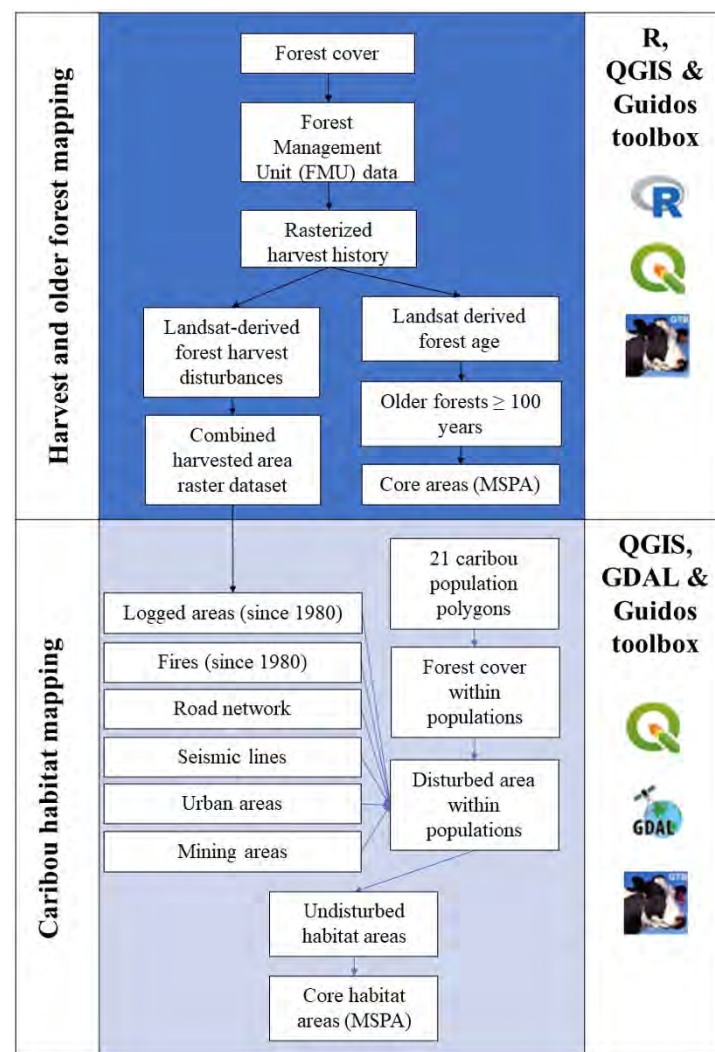 Harvest and older forest mapping
Forest cover
Forest
Management
Unit (FMU) data
Rasterized
harvest history
Landsat-derived
forest harvest
disturbances
Combined
harvested area
raster dataset
Landsat derived
forest age
Older forests ≥ 100
years
Core areas (MSPA)
R,
QGIS &
Guidos
toolbox
R
GTB
Caribou habitat mapping
Logged areas (since 1980)
Fires (since 1980)
Road network
Seismic lines
Urban areas
Mining areas
21 caribou
population
polygons
Forest cover
within
populations
Disturbed area
within
populations
Undisturbed
habitat areas
Core habitat
areas (MSPA)
QGIS,
GDAL &
Guidos
toolbox
GDAL
GTB